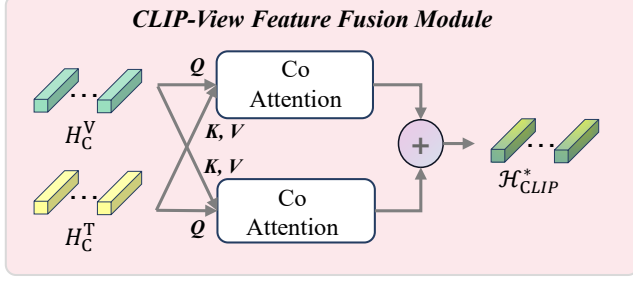 CLIP-View Feature Fusion Module
Q
Co
Attention
...
H_C^V
K, V
+
...
K, V
ℋ*_CLIP
...
H_C^T
Q
Co
Attention